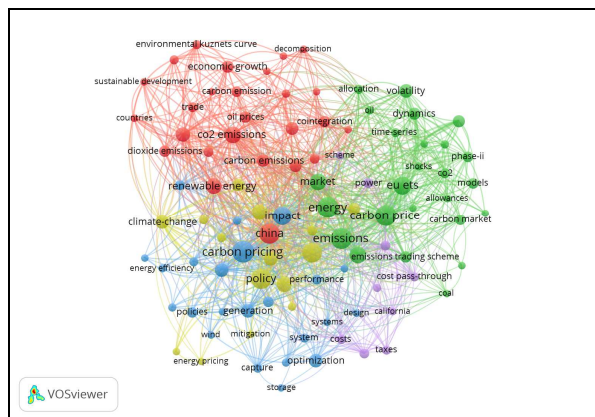 environmental kuznets curve
decomposition
economic-growth
sustainable development
carbon emission
allocation
volatility
trade
oil
countries
oil prices
dynamics
cointegration
time-series
co2 emissions
dioxide emissions
scheme
phase-ii
carbon emissions
shocks
co2
renewable energy
market
power
eu ets
models
allowances
energy
impact
carbon price
climate-change
carbon market
china
emissions
carbon pricing
emissions trading scheme
energy efficiency
cost pass-through
policy
performance
coal
policies
generation
design
california
systems
wind
mitigation
system
costs
taxes
energy pricing
optimization
capture
storage
VOSviewer